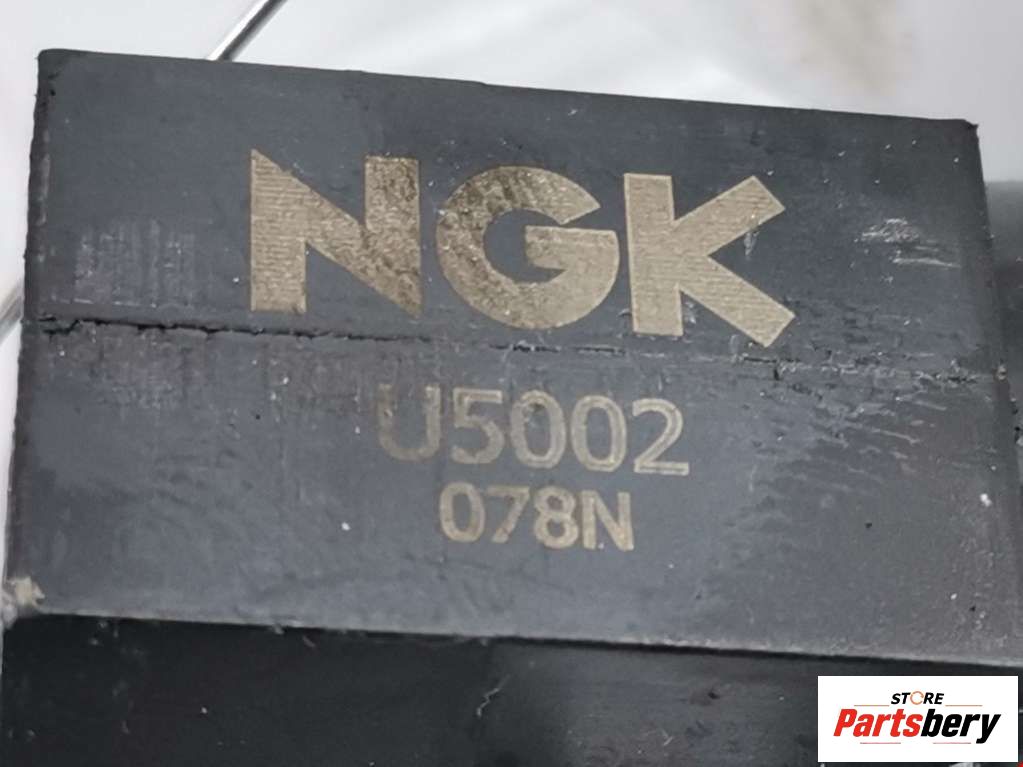 NGK
U5002
078N
STORE
Partsbery